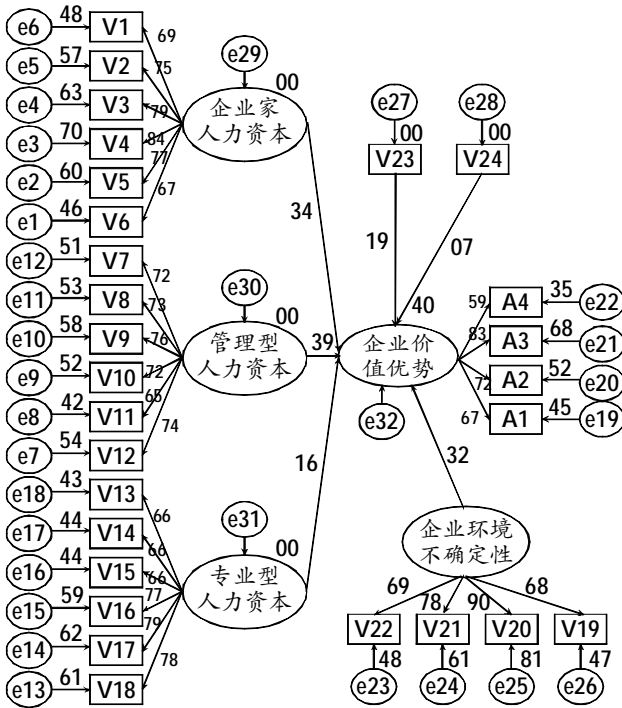 e6 48 V1 69
e5 57 V2 75
e4 63 V3 79
e3 70 V4 84
e2 60 V5 77
e1 46 V6 67
e29
00
企业家
人力资本
34
e12 51 V7 72
e11 53 V8 73
e10 58 V9 76
e9 52 V10 72
e8 42 V11 65
e7 54 V12 74
e30
00
管理型
人力资本
39
e18 43 V13 66
e17 44 V14 66
e16 44 V15 66
e15 59 V16 77
e14 62 V17 79
e13 61 V18 78
e31
00
专业型
人力资本
16
e27 e28
00 00
V23 V24
19 07
40
企业价
值优势
e32
59 A4 35 e22
83 A3 68 e21
72 A2 52 e20
67 A1 45 e19
32
企业环境
不确定性
69 78 90 68
V22 V21 V20 V19
48 61 81 47
e23 e24 e25 e26